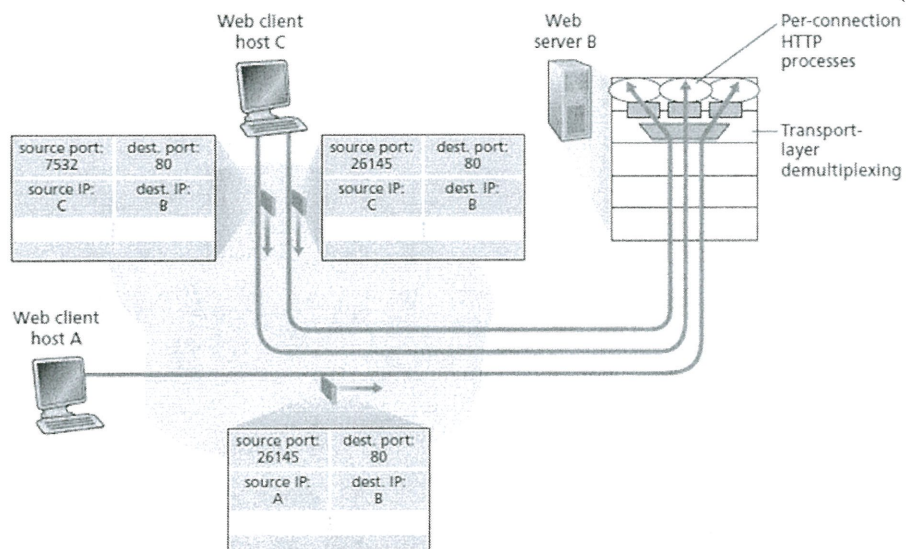 Web client
host C
Web
server B
Per-connection
HTTP
processes
Transport-
layer
demultiplexing
source port:
7532
dest. port:
80
source IP:
C
dest. IP:
B
source port:
26145
dest. port:
80
source IP:
C
dest. IP:
B
Web client
host A
source port:
26145
dest. port:
80
source IP:
A
dest. IP:
B